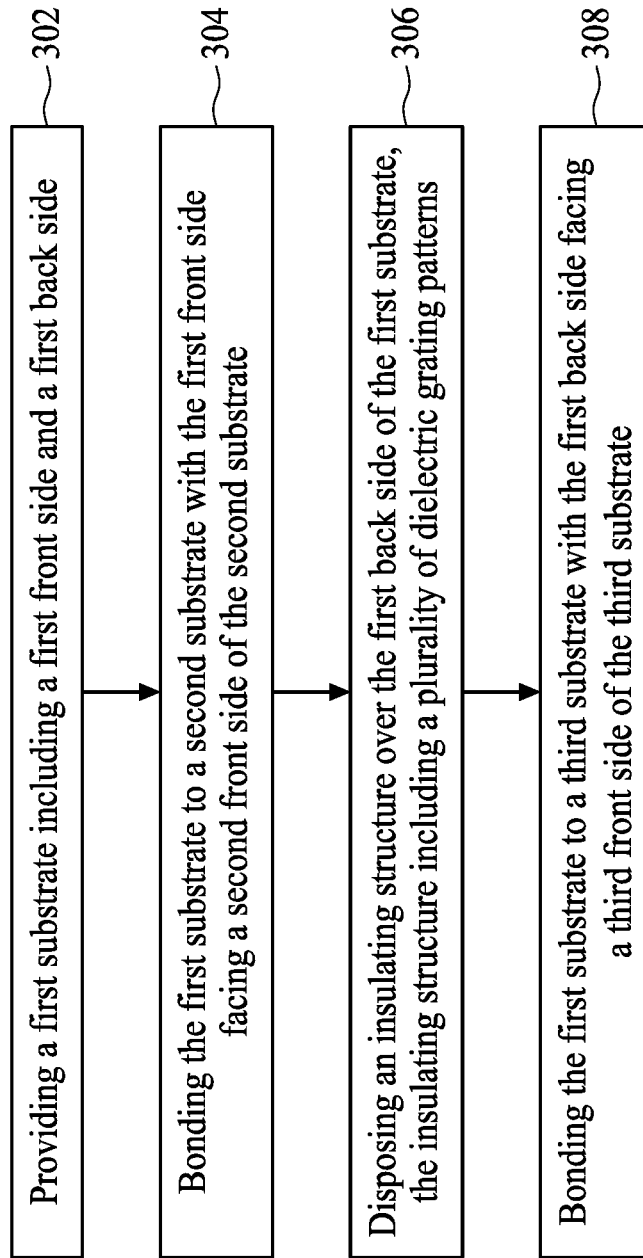 Providing a first substrate including a first front side and a first back side
302
Bonding the first substrate to a second substrate with the first front side
facing a second front side of the second substrate
304
Disposing an insulating structure over the first back side of the first substrate,
the insulating structure including a plurality of dielectric grating patterns
306
Bonding the first substrate to a third substrate with the first back side facing
a third front side of the third substrate
308